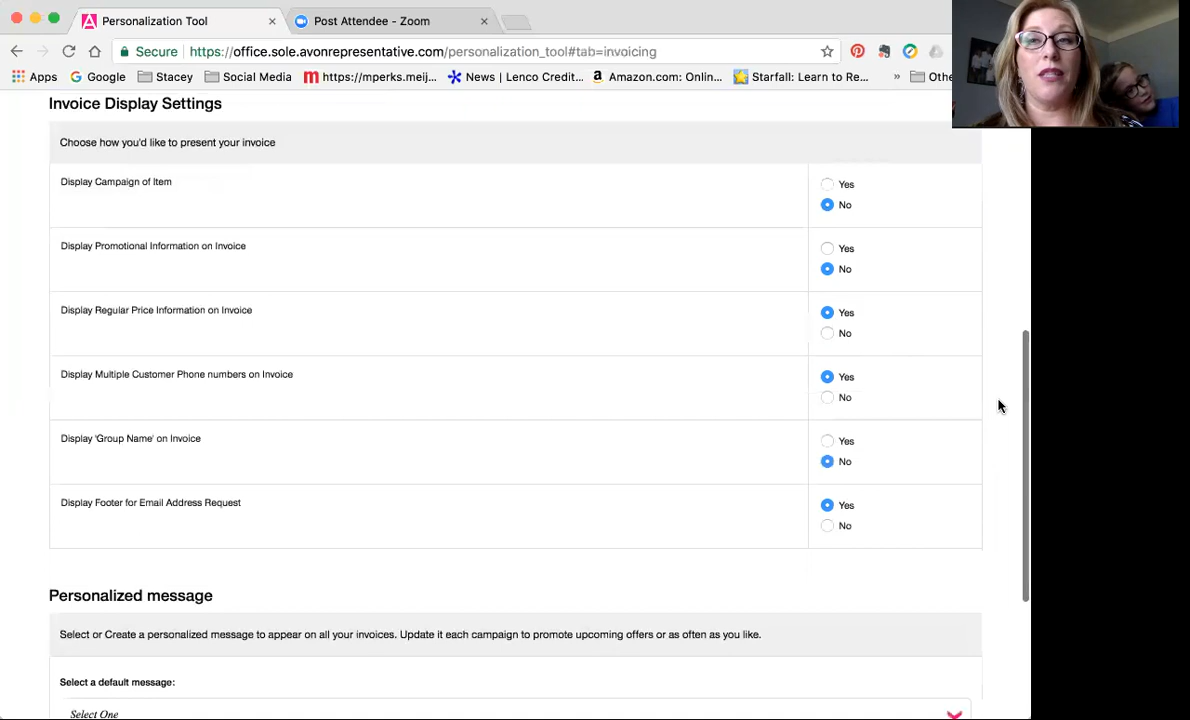 Personalization Tool
Post Attendee - Zoom
Secure
https://office.sole.avonrepresentative.com/personalization_tool#tab=invoicing
Apps
Google
Stacey
Social Media
https://mperks.meij...
News | Lenco Credit...
Amazon.com: Onlin...
Starfall: Learn to Re...
»
Othe
Invoice Display Settings
Choose how you'd like to present your invoice
Display Campaign of Item
Yes
No
Display Promotional Information on Invoice
Yes
No
Display Regular Price Information on Invoice
Yes
No
Display Multiple Customer Phone numbers on Invoice
Yes
No
Display 'Group Name' on Invoice
Yes
No
Display Footer for Email Address Request
Yes
No
Personalized message
Select or Create a personalized message to appear on all your invoices. Update it each campaign to promote upcoming offers or as often as you like.
Select a default message:
Select One